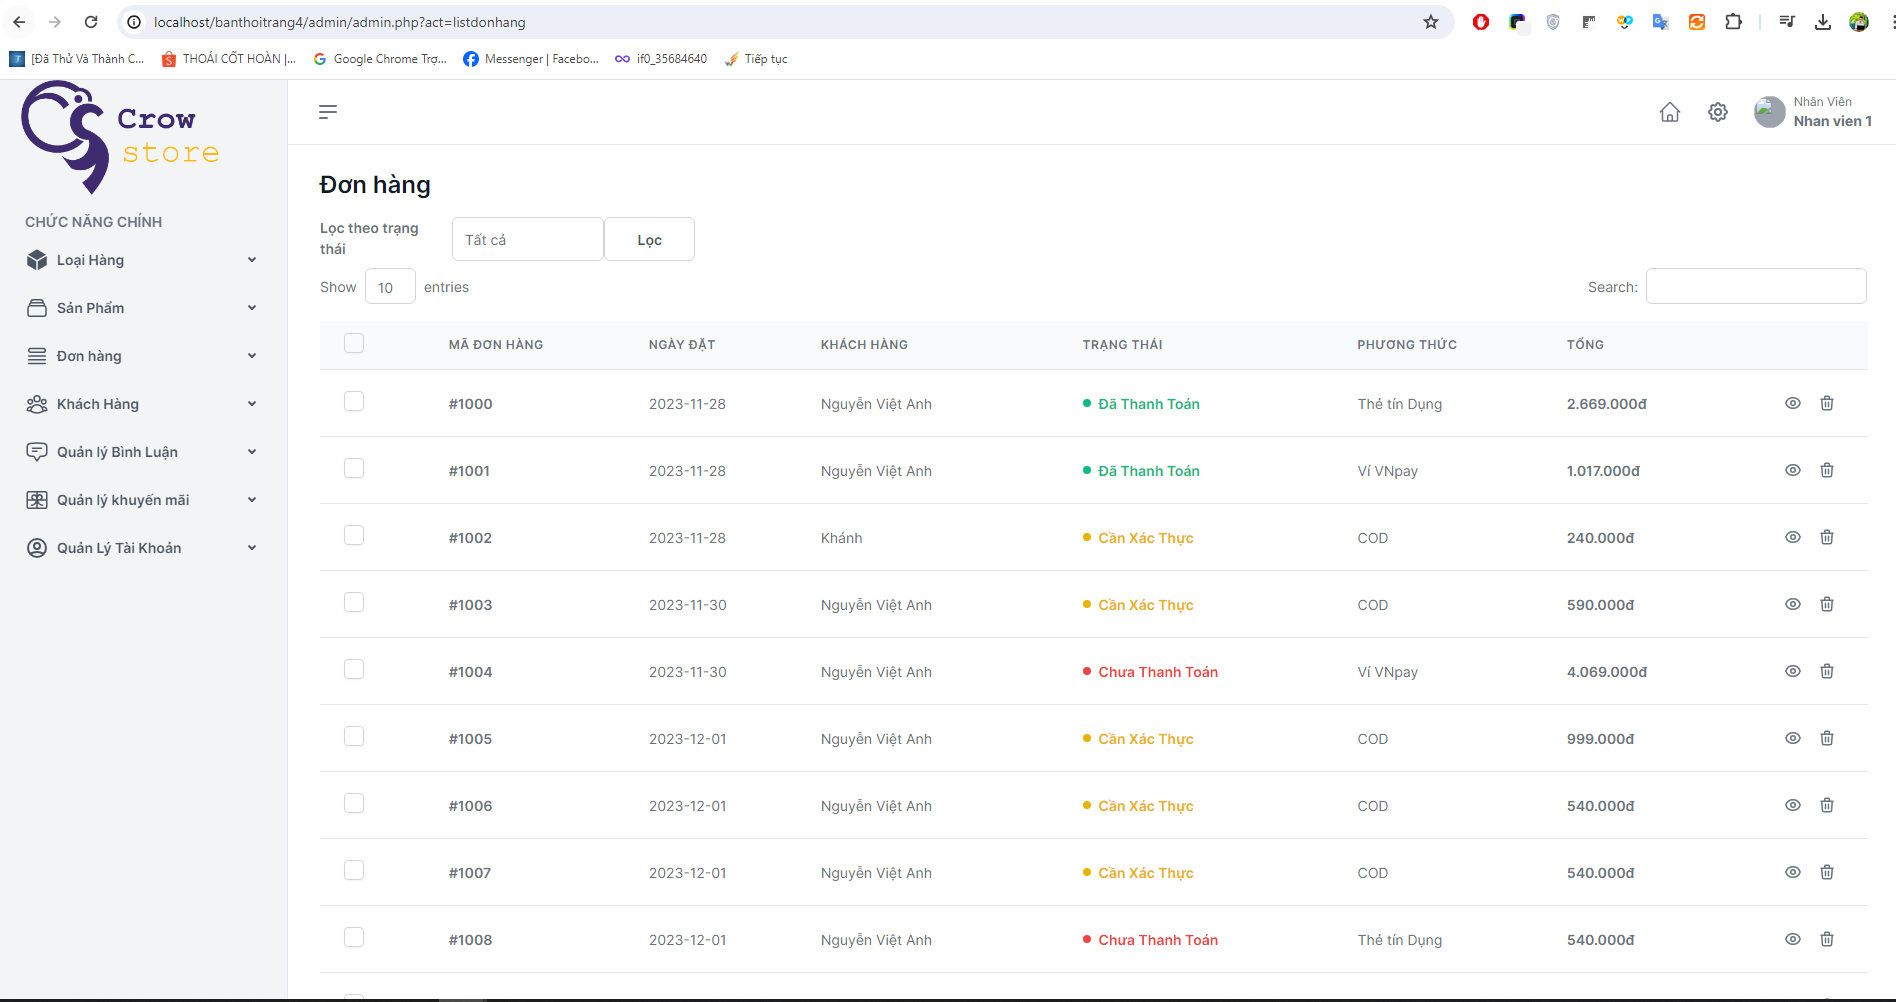 localhost/banthoitrang4/admin/admin.php?act=listdonhang
[Đã Thử Và Thành C...
THOÁI CỐT HOÀN |...
Google Chrome Trợ...
Messenger | Facebo...
if0_35684640
Tiếp tục
Crow
store
Nhân Viên
Nhan vien 1
CHỨC NĂNG CHÍNH
Loại Hàng
Sản Phẩm
Đơn hàng
Khách Hàng
Quản lý Bình Luận
Quản lý khuyến mãi
Quản Lý Tài Khoản
Đơn hàng
Lọc theo trạng
thái
Tất cả
Lọc
Show 10 entries
Search:
MÃ ĐƠN HÀNG NGÀY ĐẶT KHÁCH HÀNG TRẠNG THÁI PHƯƠNG THỨC TỔNG
#1000 2023-11-28 Nguyễn Việt Anh Đã Thanh Toán Thẻ tín Dụng 2.669.000đ
#1001 2023-11-28 Nguyễn Việt Anh Đã Thanh Toán Ví VNpay 1.017.000đ
#1002 2023-11-28 Khánh Cần Xác Thực COD 240.000đ
#1003 2023-11-30 Nguyễn Việt Anh Cần Xác Thực COD 590.000đ
#1004 2023-11-30 Nguyễn Việt Anh Chưa Thanh Toán Ví VNpay 4.069.000đ
#1005 2023-12-01 Nguyễn Việt Anh Cần Xác Thực COD 999.000đ
#1006 2023-12-01 Nguyễn Việt Anh Cần Xác Thực COD 540.000đ
#1007 2023-12-01 Nguyễn Việt Anh Cần Xác Thực COD 540.000đ
#1008 2023-12-01 Nguyễn Việt Anh Chưa Thanh Toán Thẻ tín Dụng 540.000đ